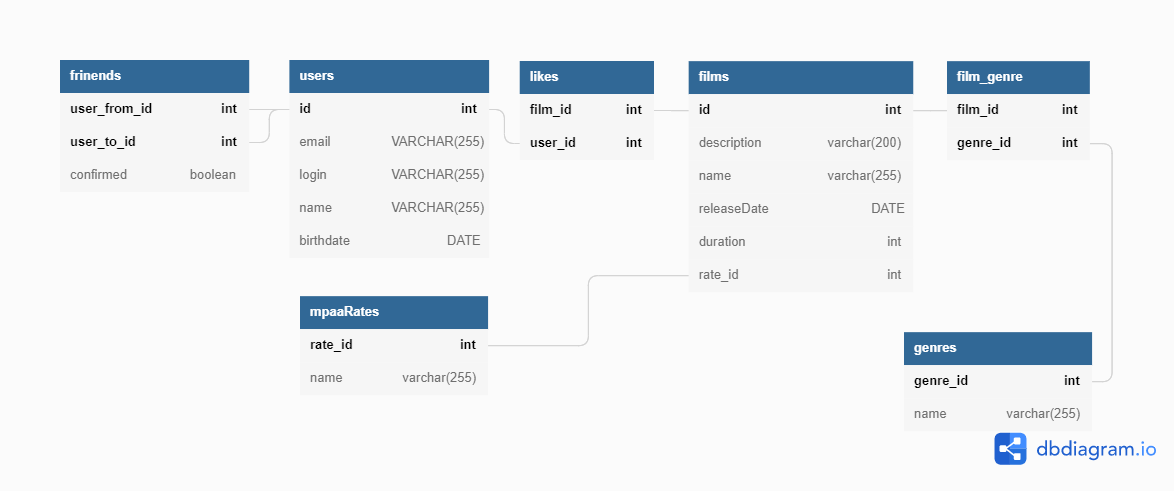 frinends
user_from_id int
user_to_id int
confirmed boolean
users
id int
email VARCHAR(255)
login VARCHAR(255)
name VARCHAR(255)
birthdate DATE
likes
film_id int
user_id int
films
id int
description varchar(200)
name varchar(255)
releaseDate DATE
duration int
rate_id int
film_genre
film_id int
genre_id int
mpaaRates
rate_id int
name varchar(255)
genres
genre_id int
name varchar(255)
dbdiagram.io